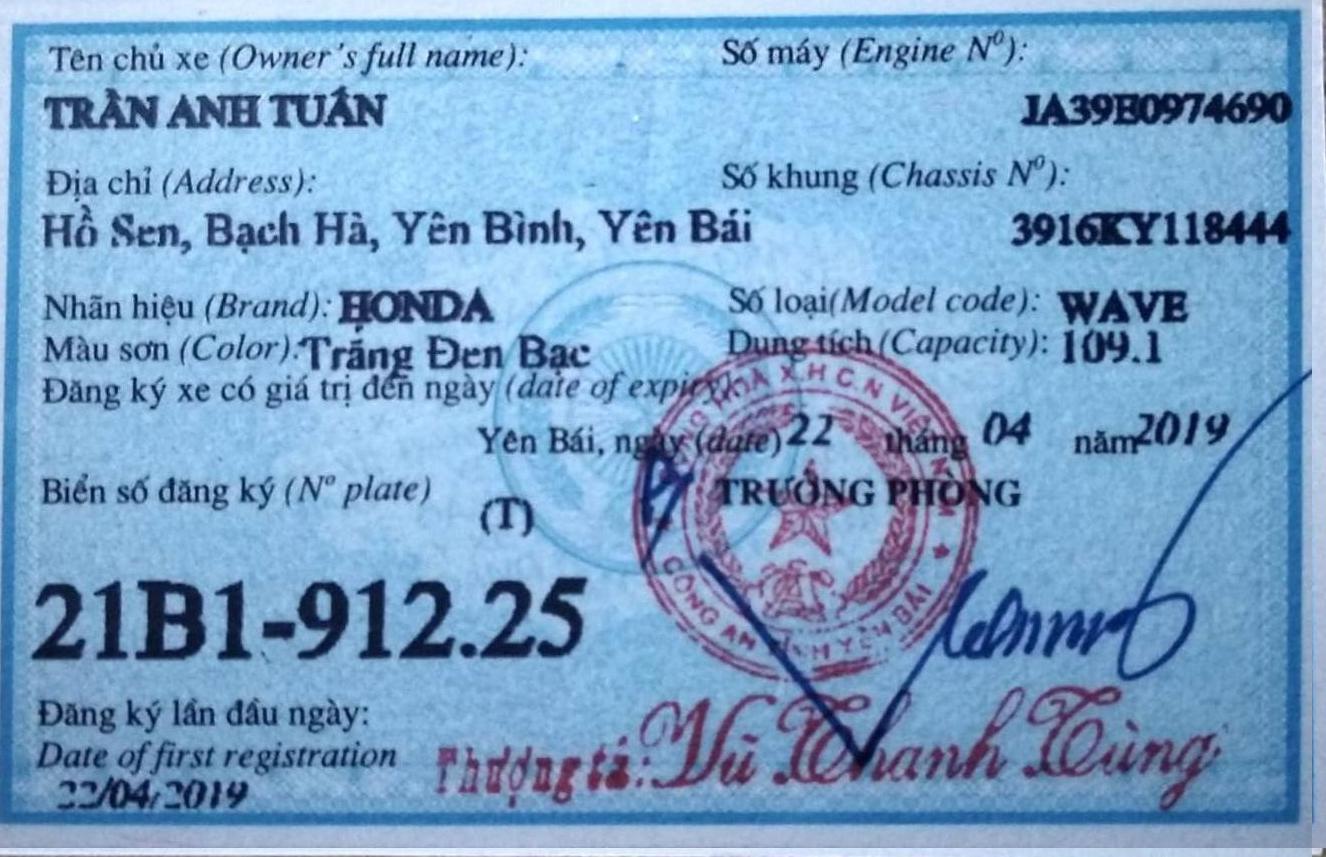 Tên chủ xe (Owner's full name):
TRẦN ANH TUẤN
Số máy (Engine Nº):
JA39E0974690
Địa chỉ (Address):
Hồ Sen, Bạch Hà, Yên Bình, Yên Bái
Số khung (Chassis Nº):
3916KY118444
Nhãn hiệu (Brand): HONDA
Số loại(Model code): WAVE
Màu sơn (Color): Trắng Đen Bạc
Dung tích (Capacity): 109.1
Đăng ký xe có giá trị đến ngày (date of expiry):
Yên Bái, ngày (date) 22 tháng 04 năm 2019
Biển số đăng ký (Nº plate)
(T)
TRƯỞNG PHÒNG
21B1-912.25
HÒA X.H.C.N VIỆT NAM
CÔNG AN TỈNH YÊN BÁI
Đăng ký lần đầu ngày:
Date of first registration
22/04/2019
Thượng tá: Vũ Thanh Tùng